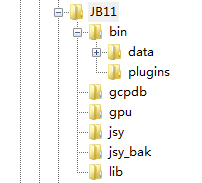 JB11
bin
data
plugins
gcpdb
gpu
jsy
jsy_bak
lib